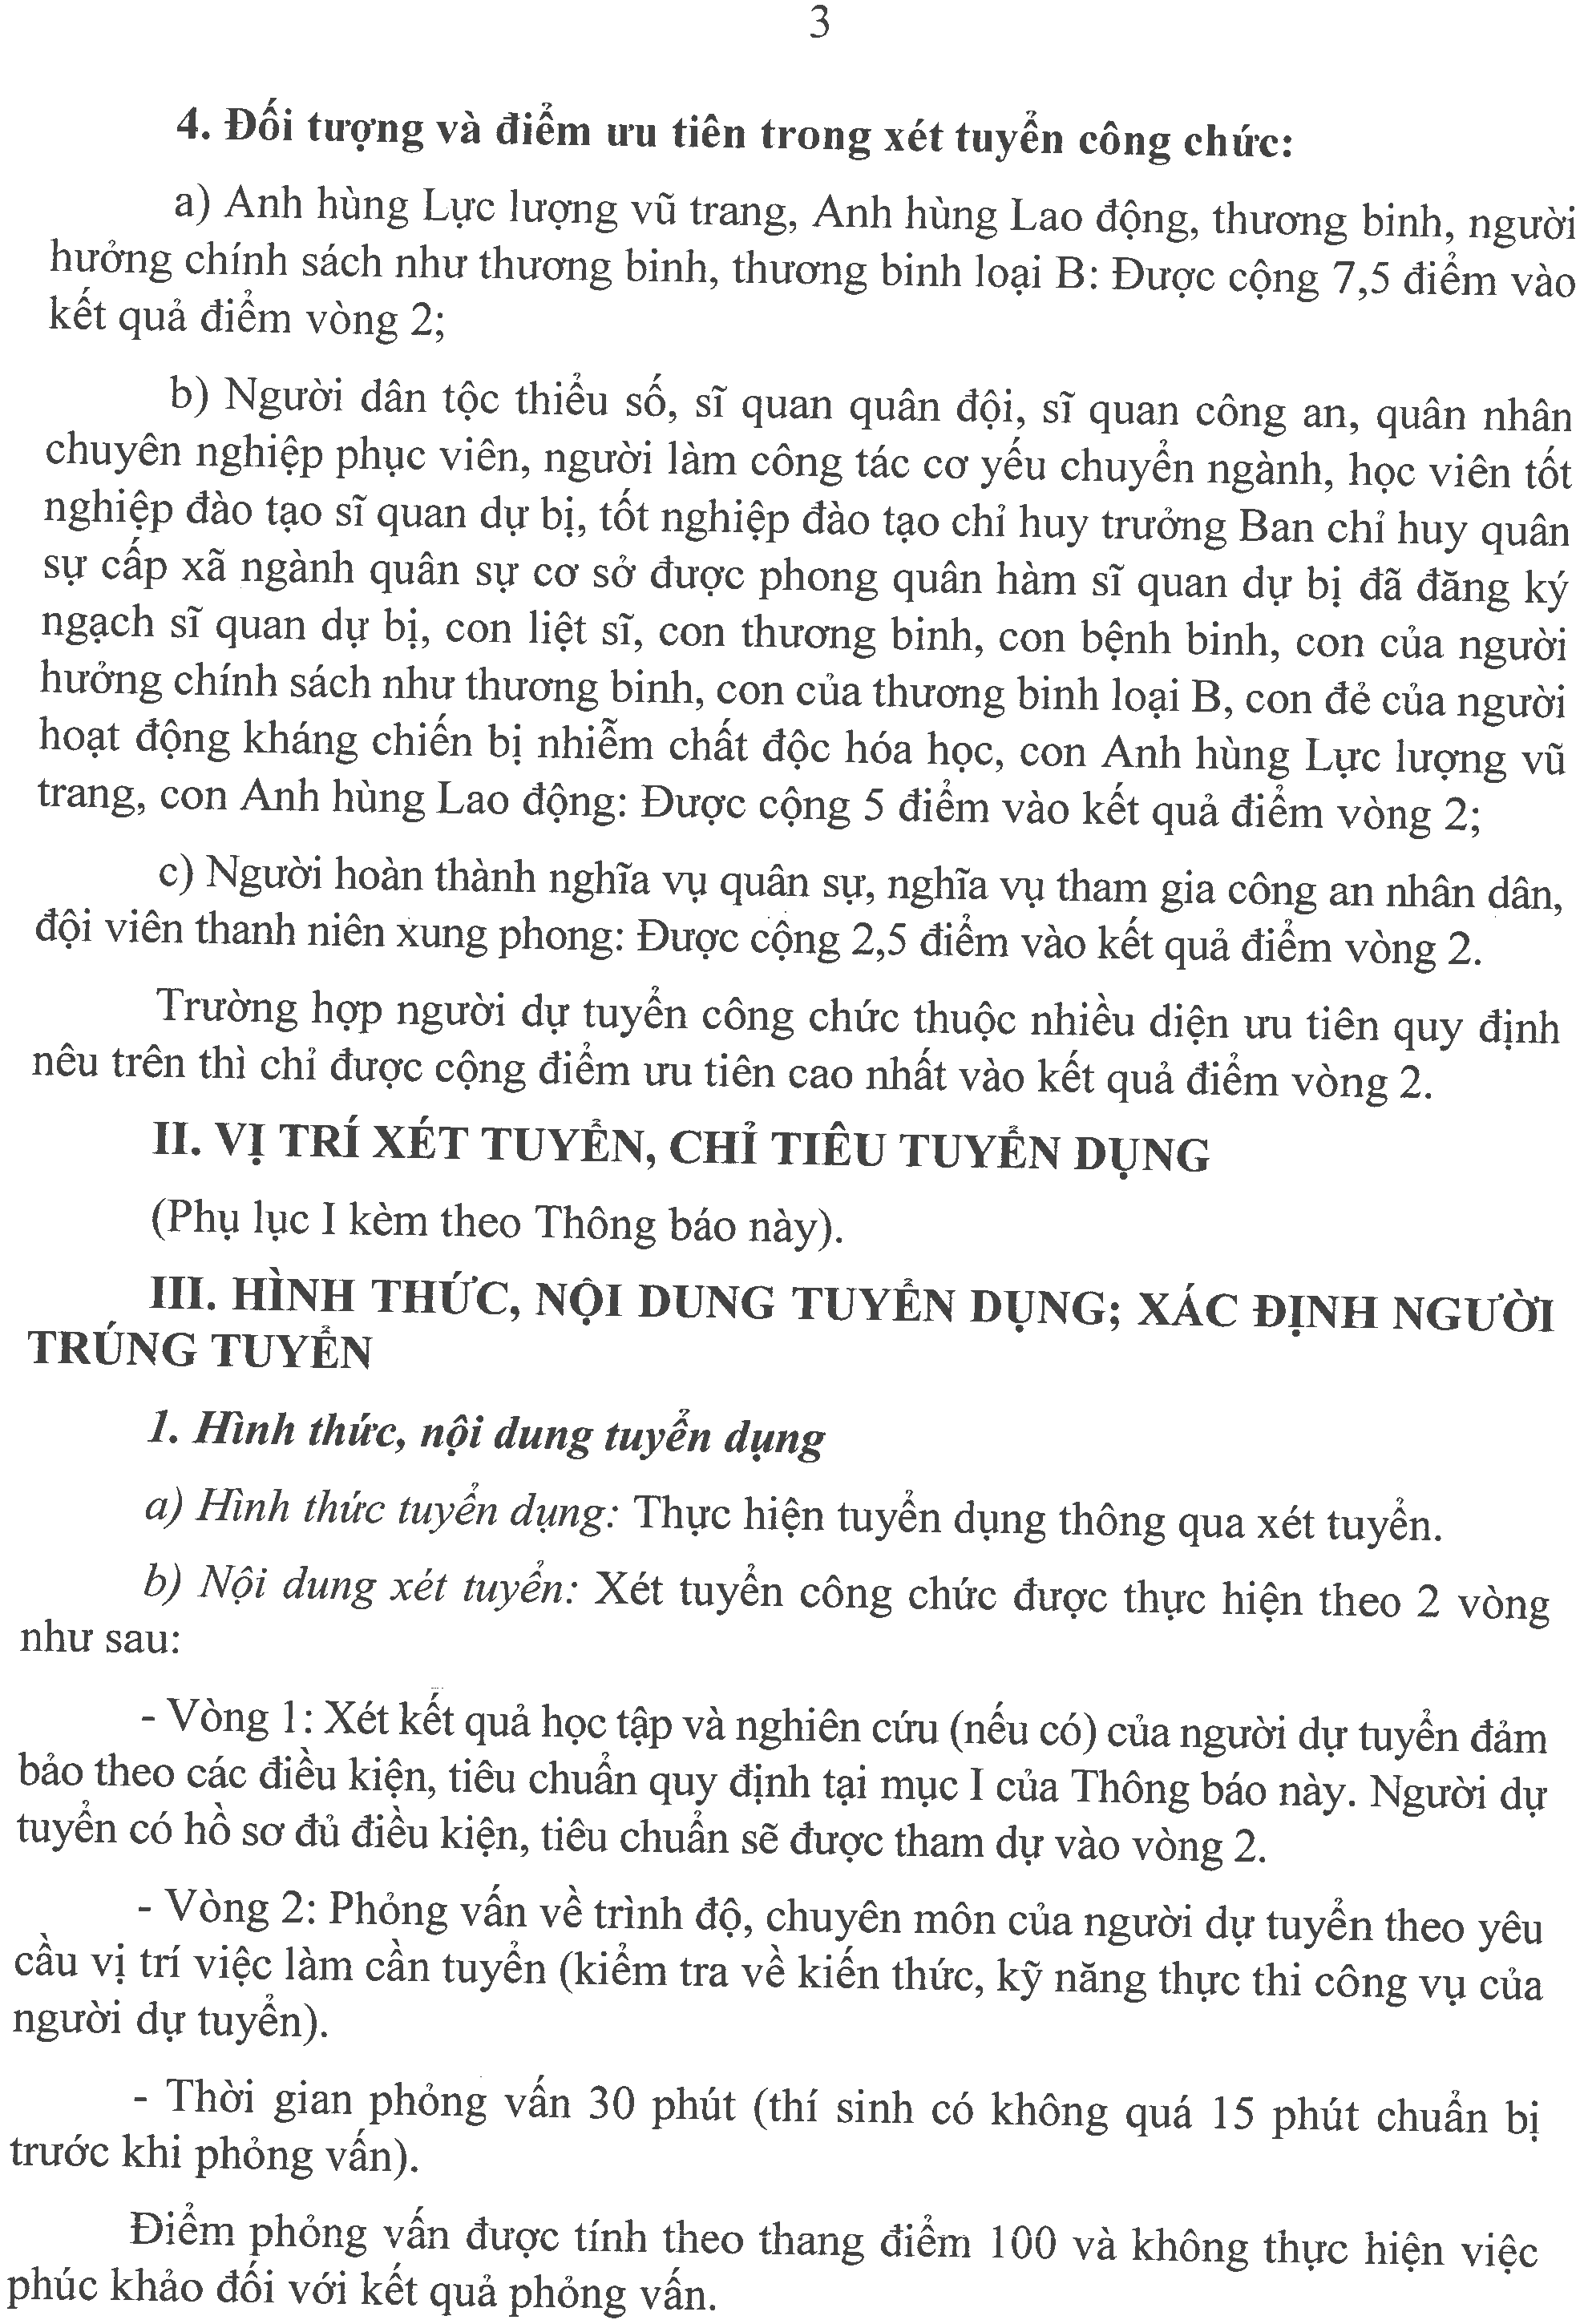 3
4. Đối tượng và điểm ưu tiên trong xét tuyển công chức:
a) Anh hùng Lực lượng vũ trang, Anh hùng Lao động, thương binh, người
hưởng chính sách như thương binh, thương binh loại B: Được cộng 7,5 điểm vào
kết quả điểm vòng 2;
b) Người dân tộc thiểu số, sĩ quan quân đội, sĩ quan công an, quân nhân
chuyên nghiệp phục viên, người làm công tác cơ yếu chuyển ngành, học viên tốt
nghiệp đào tạo sĩ quan dự bị, tốt nghiệp đào tạo chỉ huy trưởng Ban chỉ huy quân
sự cấp xã ngành quân sự cơ sở được phong quân hàm sĩ quan dự bị đã đăng ký
ngạch sĩ quan dự bị, con liệt sĩ, con thương binh, con bệnh binh, con của người
hưởng chính sách như thương binh, con của thương binh loại B, con đẻ của người
hoạt động kháng chiến bị nhiễm chất độc hóa học, con Anh hùng Lực lượng vũ
trang, con Anh hùng Lao động: Được cộng 5 điểm vào kết quả điểm vòng 2;
c) Người hoàn thành nghĩa vụ quân sự, nghĩa vụ tham gia công an nhân dân,
đội viên thanh niên xung phong: Được cộng 2,5 điểm vào kết quả điểm vòng 2.
Trường hợp người dự tuyển công chức thuộc nhiều diện ưu tiên quy định
nêu trên thì chỉ được cộng điểm ưu tiên cao nhất vào kết quả điểm vòng 2.
II. VỊ TRÍ XÉT TUYỂN, CHỈ TIÊU TUYỂN DỤNG
(Phụ lục I kèm theo Thông báo này).
III. HÌNH THỨC, NỘI DUNG TUYỂN DỤNG; XÁC ĐỊNH NGƯỜI
TRÚNG TUYỂN
1. Hình thức, nội dung tuyển dụng
a) Hình thức tuyển dụng: Thực hiện tuyển dụng thông qua xét tuyển.
b) Nội dung xét tuyển: Xét tuyển công chức được thực hiện theo 2 vòng
như sau:
- Vòng 1: Xét kết quả học tập và nghiên cứu (nếu có) của người dự tuyển đảm
bảo theo các điều kiện, tiêu chuẩn quy định tại mục I của Thông báo này. Người dự
tuyển có hồ sơ đủ điều kiện, tiêu chuẩn sẽ được tham dự vào vòng 2.
- Vòng 2: Phỏng vấn về trình độ, chuyên môn của người dự tuyển theo yêu
cầu vị trí việc làm cần tuyển (kiểm tra về kiến thức, kỹ năng thực thi công vụ của
người dự tuyển).
- Thời gian phỏng vấn 30 phút (thí sinh có không quá 15 phút chuẩn bị
trước khi phỏng vấn).
Điểm phỏng vấn được tính theo thang điểm 100 và không thực hiện việc
phúc khảo đối với kết quả phỏng vấn.